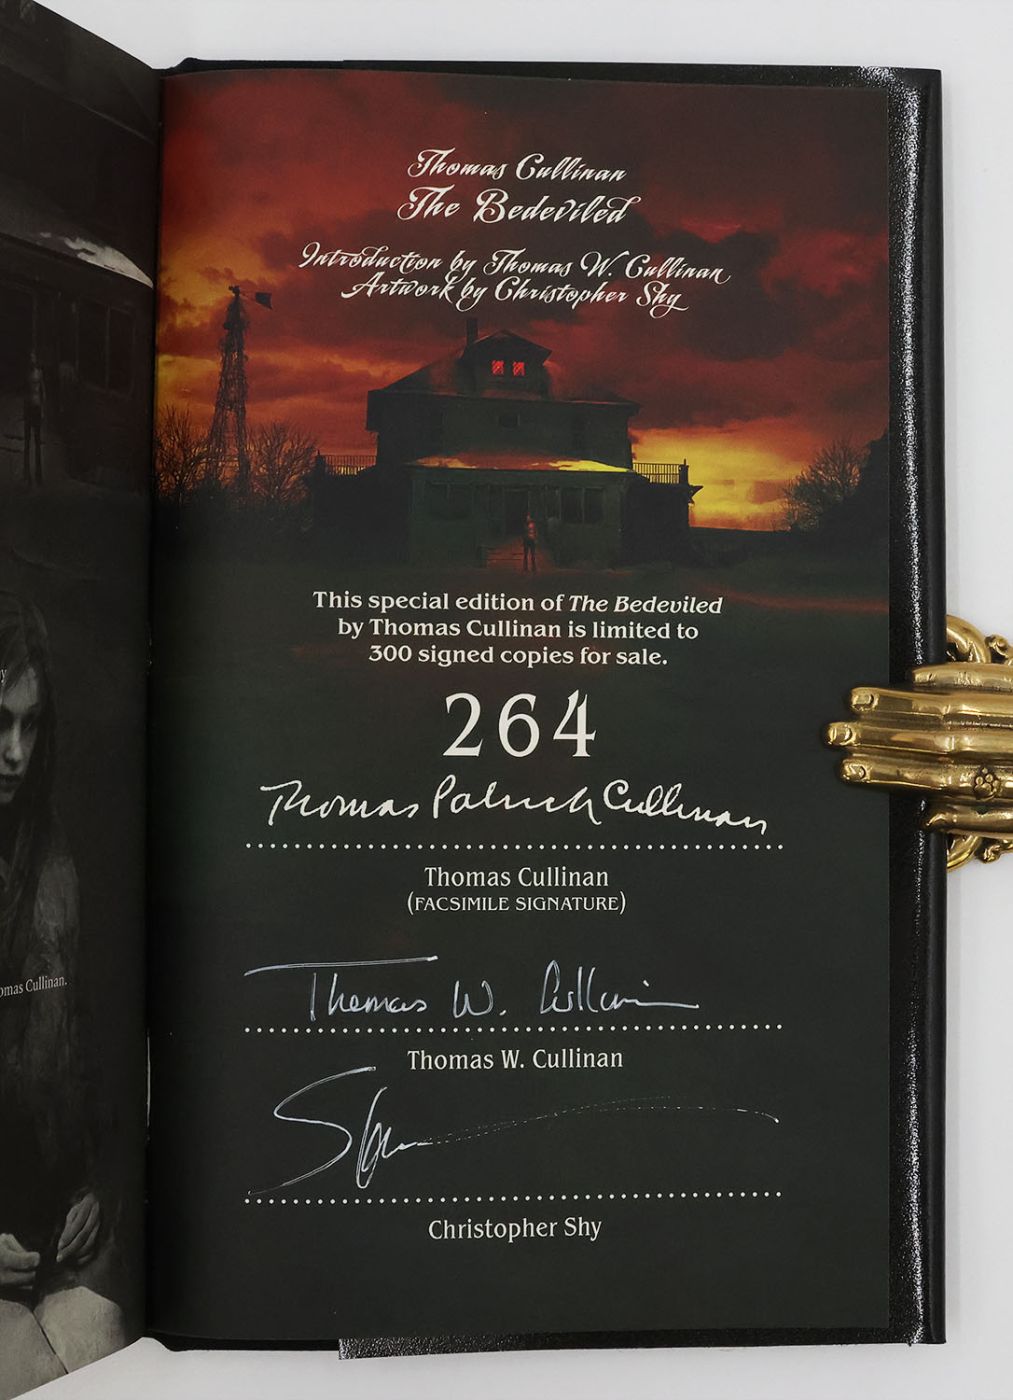 Thomas Cullinan
The Bedeviled
Introduction by Thomas W. Cullinan
Artwork by Christopher Shy
This special edition of The Bedeviled
by Thomas Cullinan is limited to
300 signed copies for sale.
264
Thomas Patrick Cullinan
Thomas Cullinan
(FACSIMILE SIGNATURE)
Thomas W. Cullinan
Thomas W. Cullinan
Shy
Christopher Shy
Cullinan.